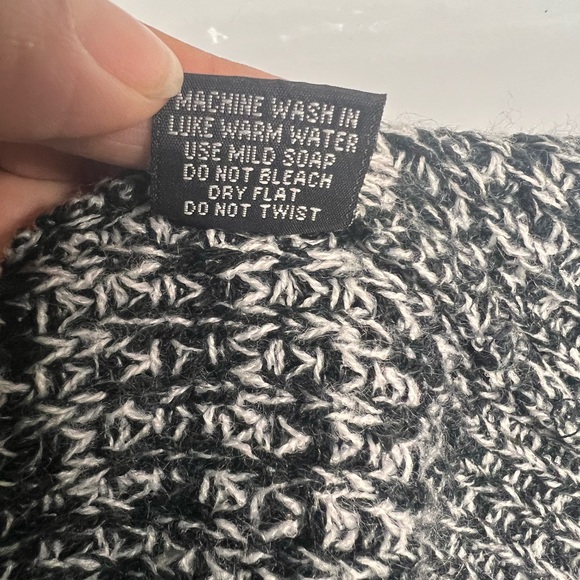 MACHINE WASH IN
LUKE WARM WATER
USE MILD SOAP
DO NOT BLEACH
DRY FLAT
DO NOT TWIST